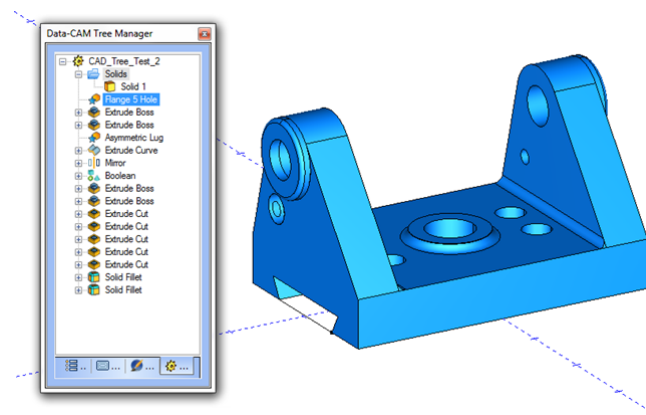 Data-CAM Tree Manager
CAD_Tree_Test_2
Solids
Solid 1
Flange 5 Hole
Extrude Boss
Extrude Boss
Asymmetric Lug
Extrude Curve
Mirror
Boolean
Extrude Boss
Extrude Boss
Extrude Cut
Extrude Cut
Extrude Cut
Extrude Cut
Extrude Cut
Solid Fillet
Solid Fillet